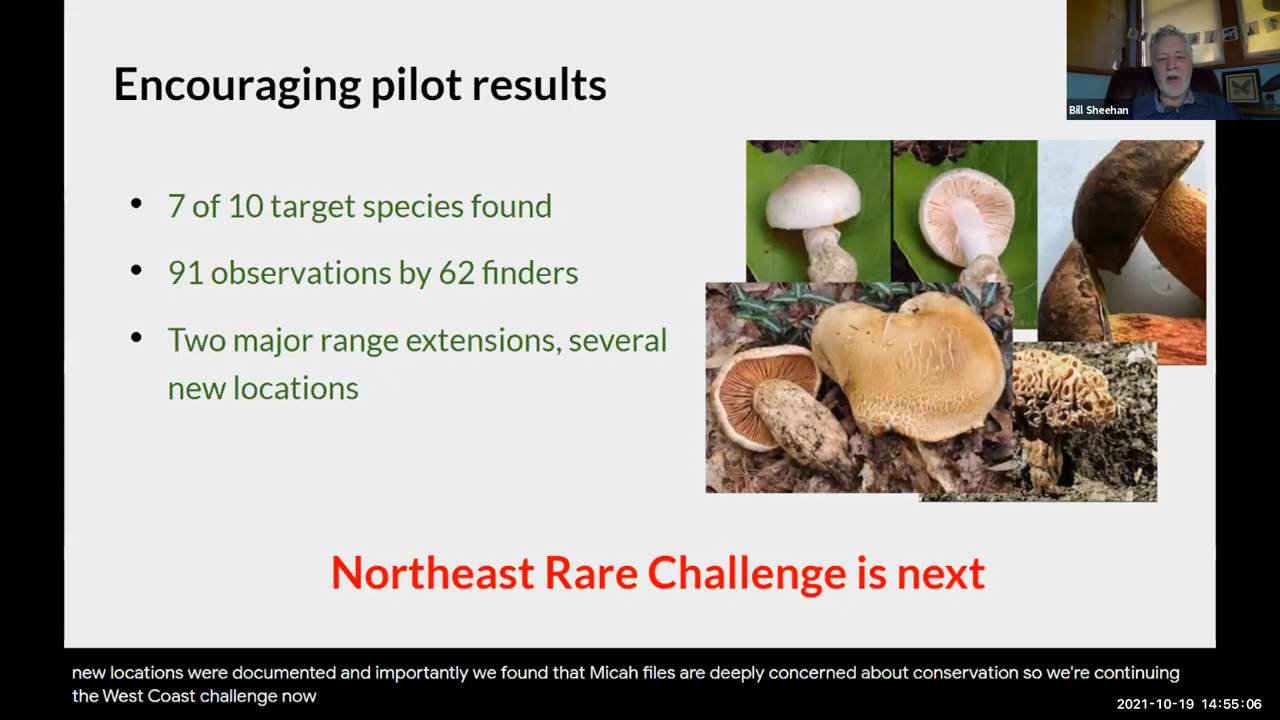 Encouraging pilot results
Bill Sheehan
• 7 of 10 target species found
• 91 observations by 62 finders
• Two major range extensions, several
new locations
Northeast Rare Challenge is next
new locations were documented and importantly we found that Micah files are deeply concerned about conservation so we're continuing
the West Coast challenge now
2021-10-19 14:55:06